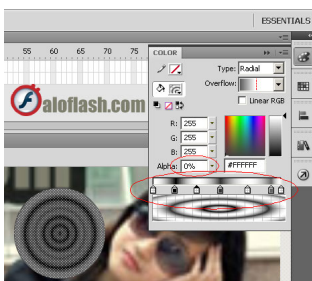 ESSENTIALS
55 60 65 70 75
COLOR
Type: Radial
Overflow:
Linear RGB
aloflash.com
R: 255
G: 255
B: 255
Alpha: 0%
#FFFFFF